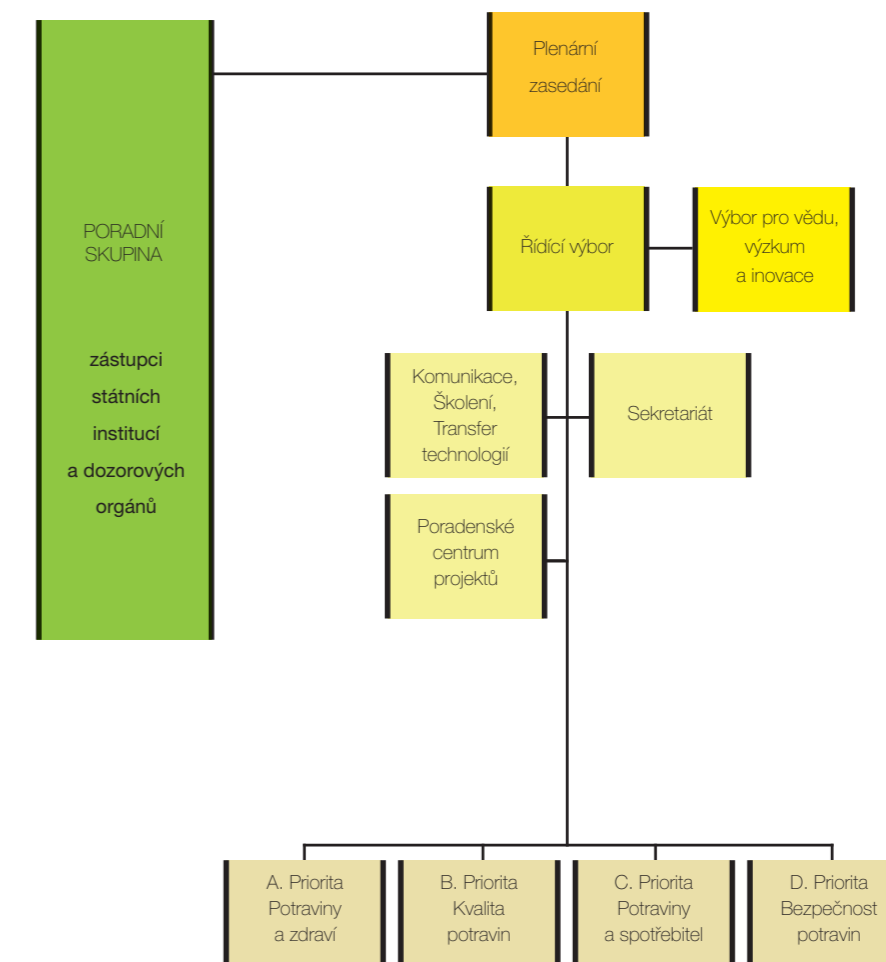 Plenární
zasedání
PORADNÍ
SKUPINA
zástupci
státních
institucí
a dozorových
orgánů
Řídící výbor
Výbor pro vědu,
výzkum
a inovace
Komunikace,
Školení,
Transfer
technologií
Sekretariát
Poradenské
centrum
projektů
A. Priorita
Potraviny
a zdraví
B. Priorita
Kvalita
potravin
C. Priorita
Potraviny
a spotřebitel
D. Priorita
Bezpečnost
potravin